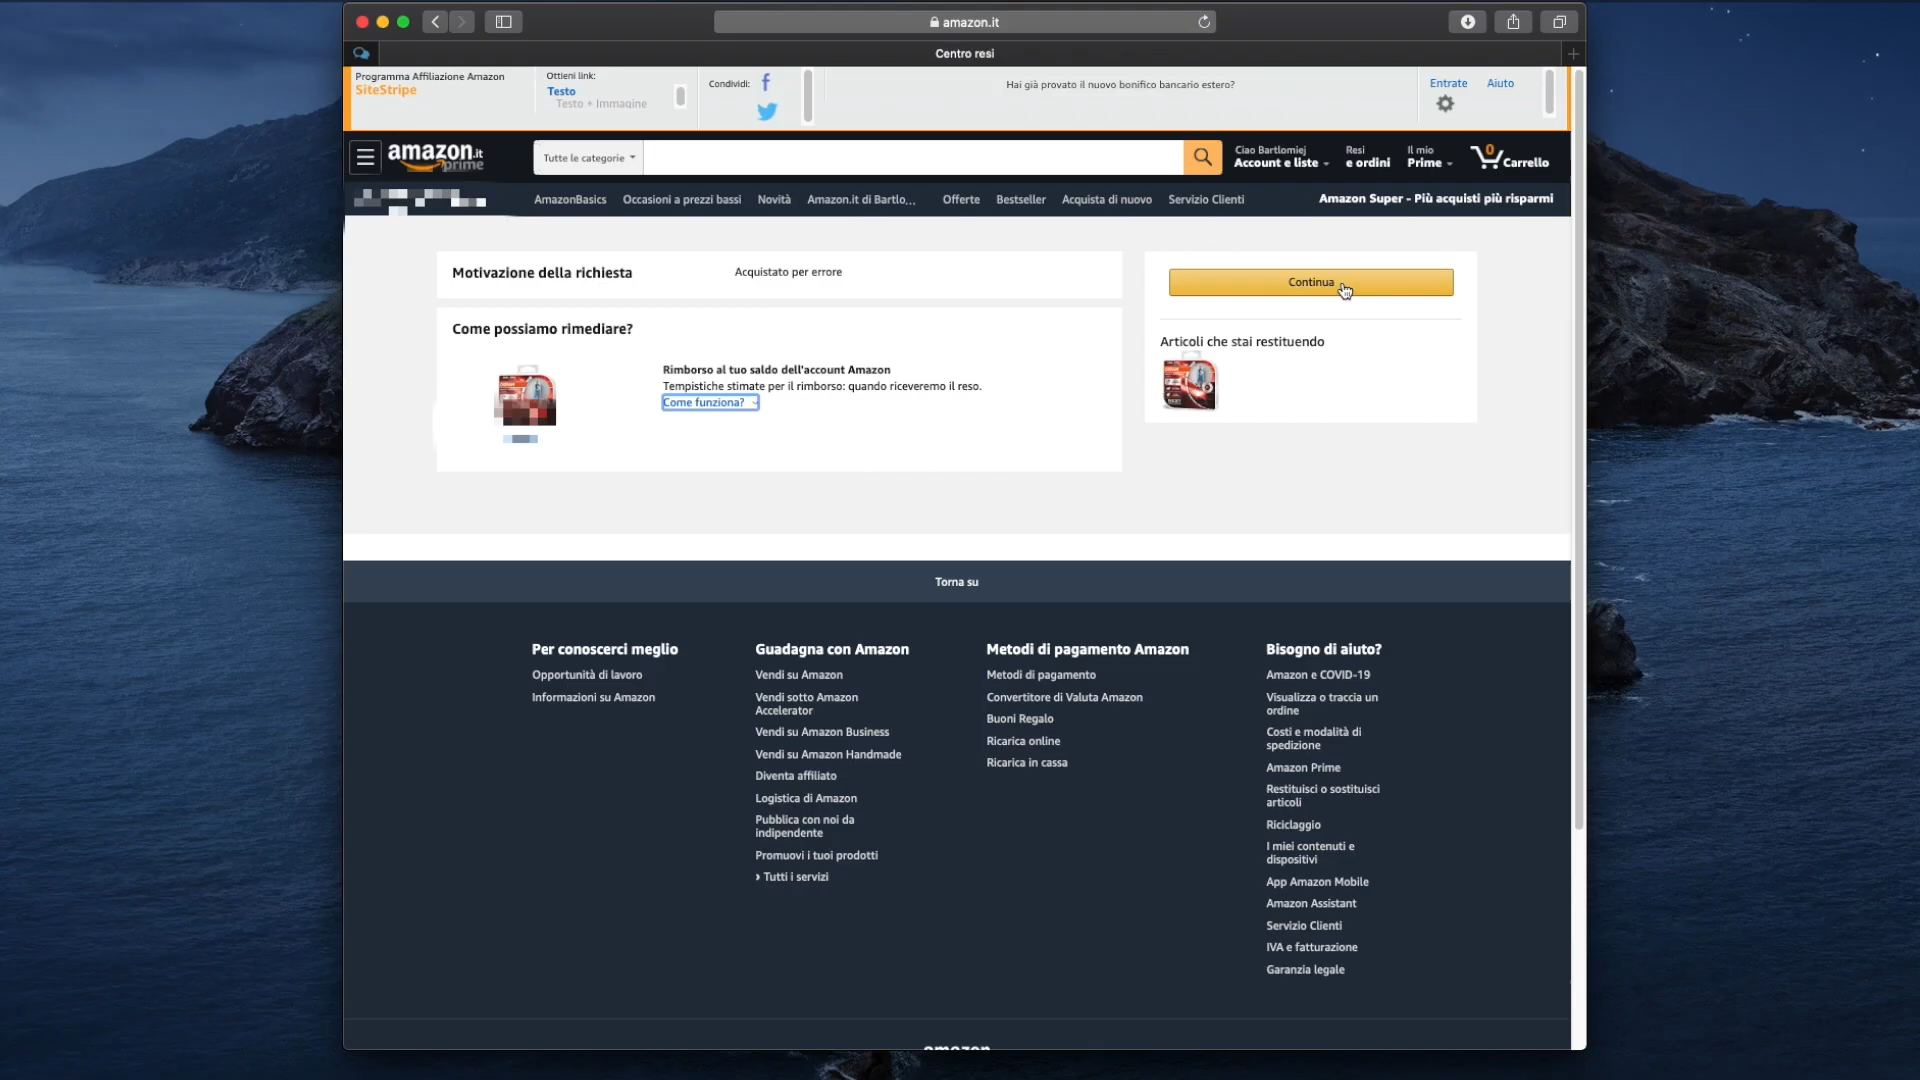 amazon.it
Centro resi
Programma Affiliazione Amazon
SiteStripe
Ottieni link:
Testo
Testo + Immagine
Condividi:
Hai già provato il nuovo bonifico bancario estero?
Entrate
Aiuto
amazon.it
prime
Tutte le categorie
Ciao Bartlomiej
Account e liste
Resi
e ordini
Il mio
Prime
0
Carrello
AmazonBasics
Occasioni a prezzi bassi
Novità
Amazon.it di Bartlo...
Offerte
Bestseller
Acquista di nuovo
Servizio Clienti
Amazon Super - Più acquisti più risparmi
Motivazione della richiesta
Acquistato per errore
Continua
Come possiamo rimediare?
Rimborso al tuo saldo dell'account Amazon
Tempistiche stimate per il rimborso: quando riceveremo il reso.
Come funziona?
Articoli che stai restituendo
Torna su
Per conoscerci meglio
Opportunità di lavoro
Informazioni su Amazon
Guadagna con Amazon
Vendi su Amazon
Vendi sotto Amazon
Accelerator
Vendi su Amazon Business
Vendi su Amazon Handmade
Diventa affiliato
Logistica di Amazon
Pubblica con noi da
indipendente
Promuovi i tuoi prodotti
› Tutti i servizi
Metodi di pagamento Amazon
Metodi di pagamento
Convertitore di Valuta Amazon
Buoni Regalo
Ricarica online
Ricarica in cassa
Bisogno di aiuto?
Amazon e COVID-19
Visualizza o traccia un
ordine
Costi e modalità di
spedizione
Amazon Prime
Restituisci o sostituisci
articoli
Riciclaggio
I miei contenuti e
dispositivi
App Amazon Mobile
Amazon Assistant
Servizio Clienti
IVA e fatturazione
Garanzia legale
amazon